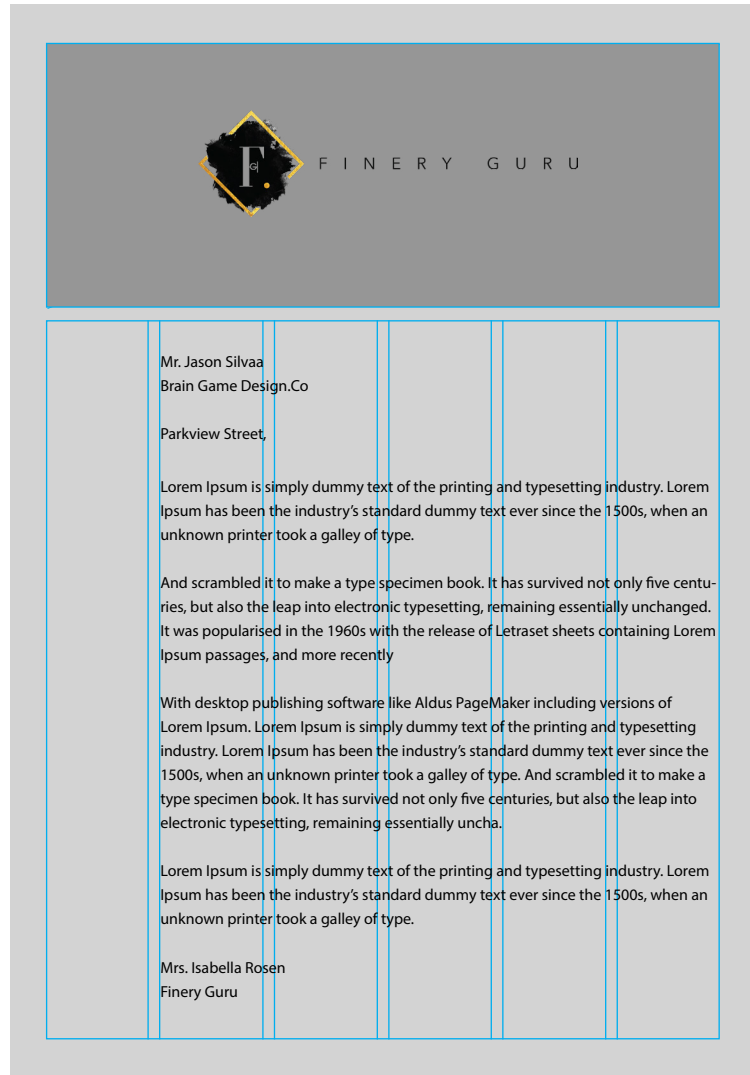 F.
G
FINERY GURU
Mr. Jason Silvaa
Brain Game Design.Co
Parkview Street,
Lorem Ipsum is simply dummy text of the printing and typesetting industry. Lorem
Ipsum has been the industry’s standard dummy text ever since the 1500s, when an
unknown printer took a galley of type.
And scrambled it to make a type specimen book. It has survived not only five centu-
ries, but also the leap into electronic typesetting, remaining essentially unchanged.
It was popularised in the 1960s with the release of Letraset sheets containing Lorem
Ipsum passages, and more recently
With desktop publishing software like Aldus PageMaker including versions of
Lorem Ipsum. Lorem Ipsum is simply dummy text of the printing and typesetting
industry. Lorem Ipsum has been the industry’s standard dummy text ever since the
1500s, when an unknown printer took a galley of type. And scrambled it to make a
type specimen book. It has survived not only five centuries, but also the leap into
electronic typesetting, remaining essentially uncha.
Lorem Ipsum is simply dummy text of the printing and typesetting industry. Lorem
Ipsum has been the industry’s standard dummy text ever since the 1500s, when an
unknown printer took a galley of type.
Mrs. Isabella Rosen
Finery Guru